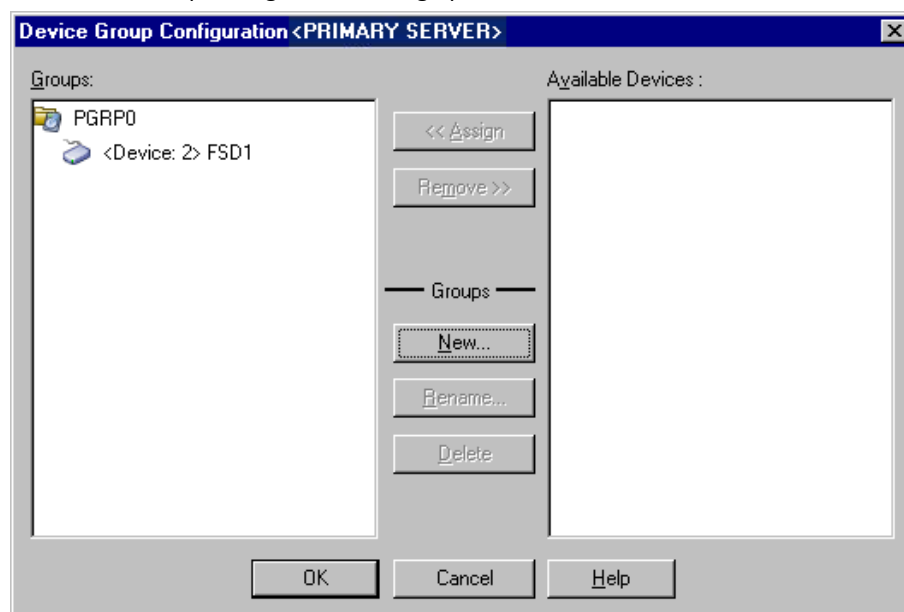 Device Group Configuration <PRIMARY SERVER>
Groups:
Available Devices :
PGRP0
<Device: 2> FSD1
<< Assign
Remove >>
Groups
New...
Rename...
Delete
OK
Cancel
Help